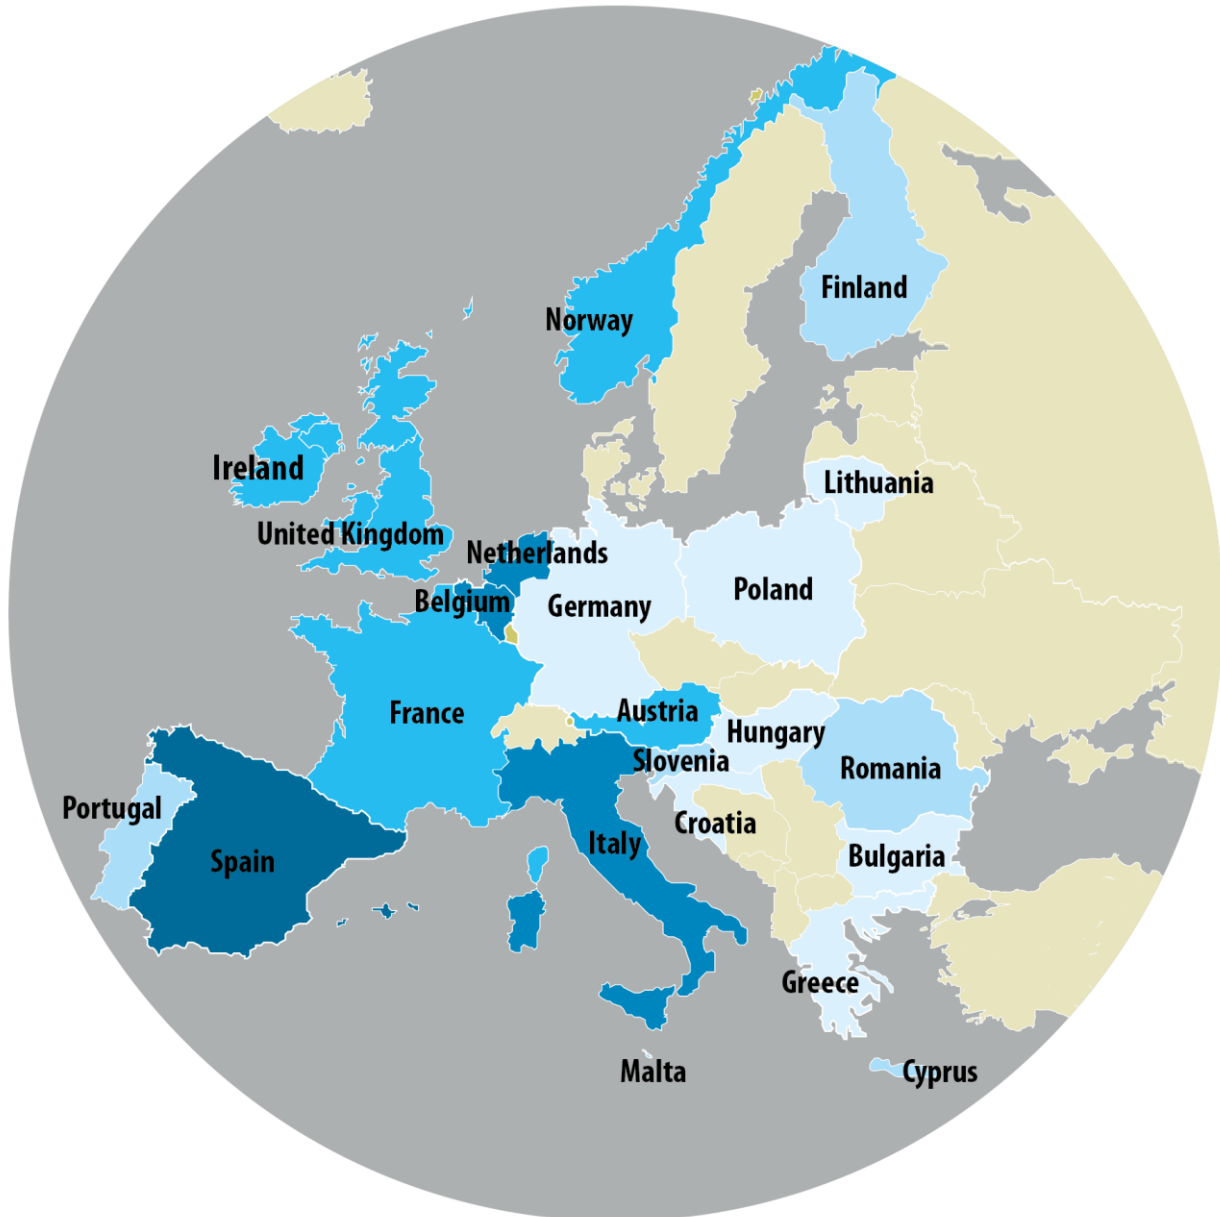 Finland
Norway
Ireland
Lithuania
United Kingdom
Netherlands
Poland
Belgium
Germany
France
Austria
Hungary
Slovenia
Romania
Portugal
Croatia
Italy
Bulgaria
Spain
Greece
Malta
Cyprus